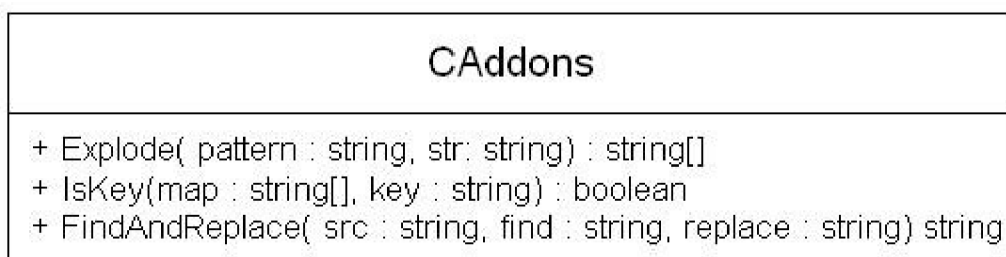 CAddons
+ Explode( pattern : string, str: string) : string[]
+ IsKey(map : string[], key : string) : boolean
+ FindAndReplace( src : string, find : string, replace : string) string